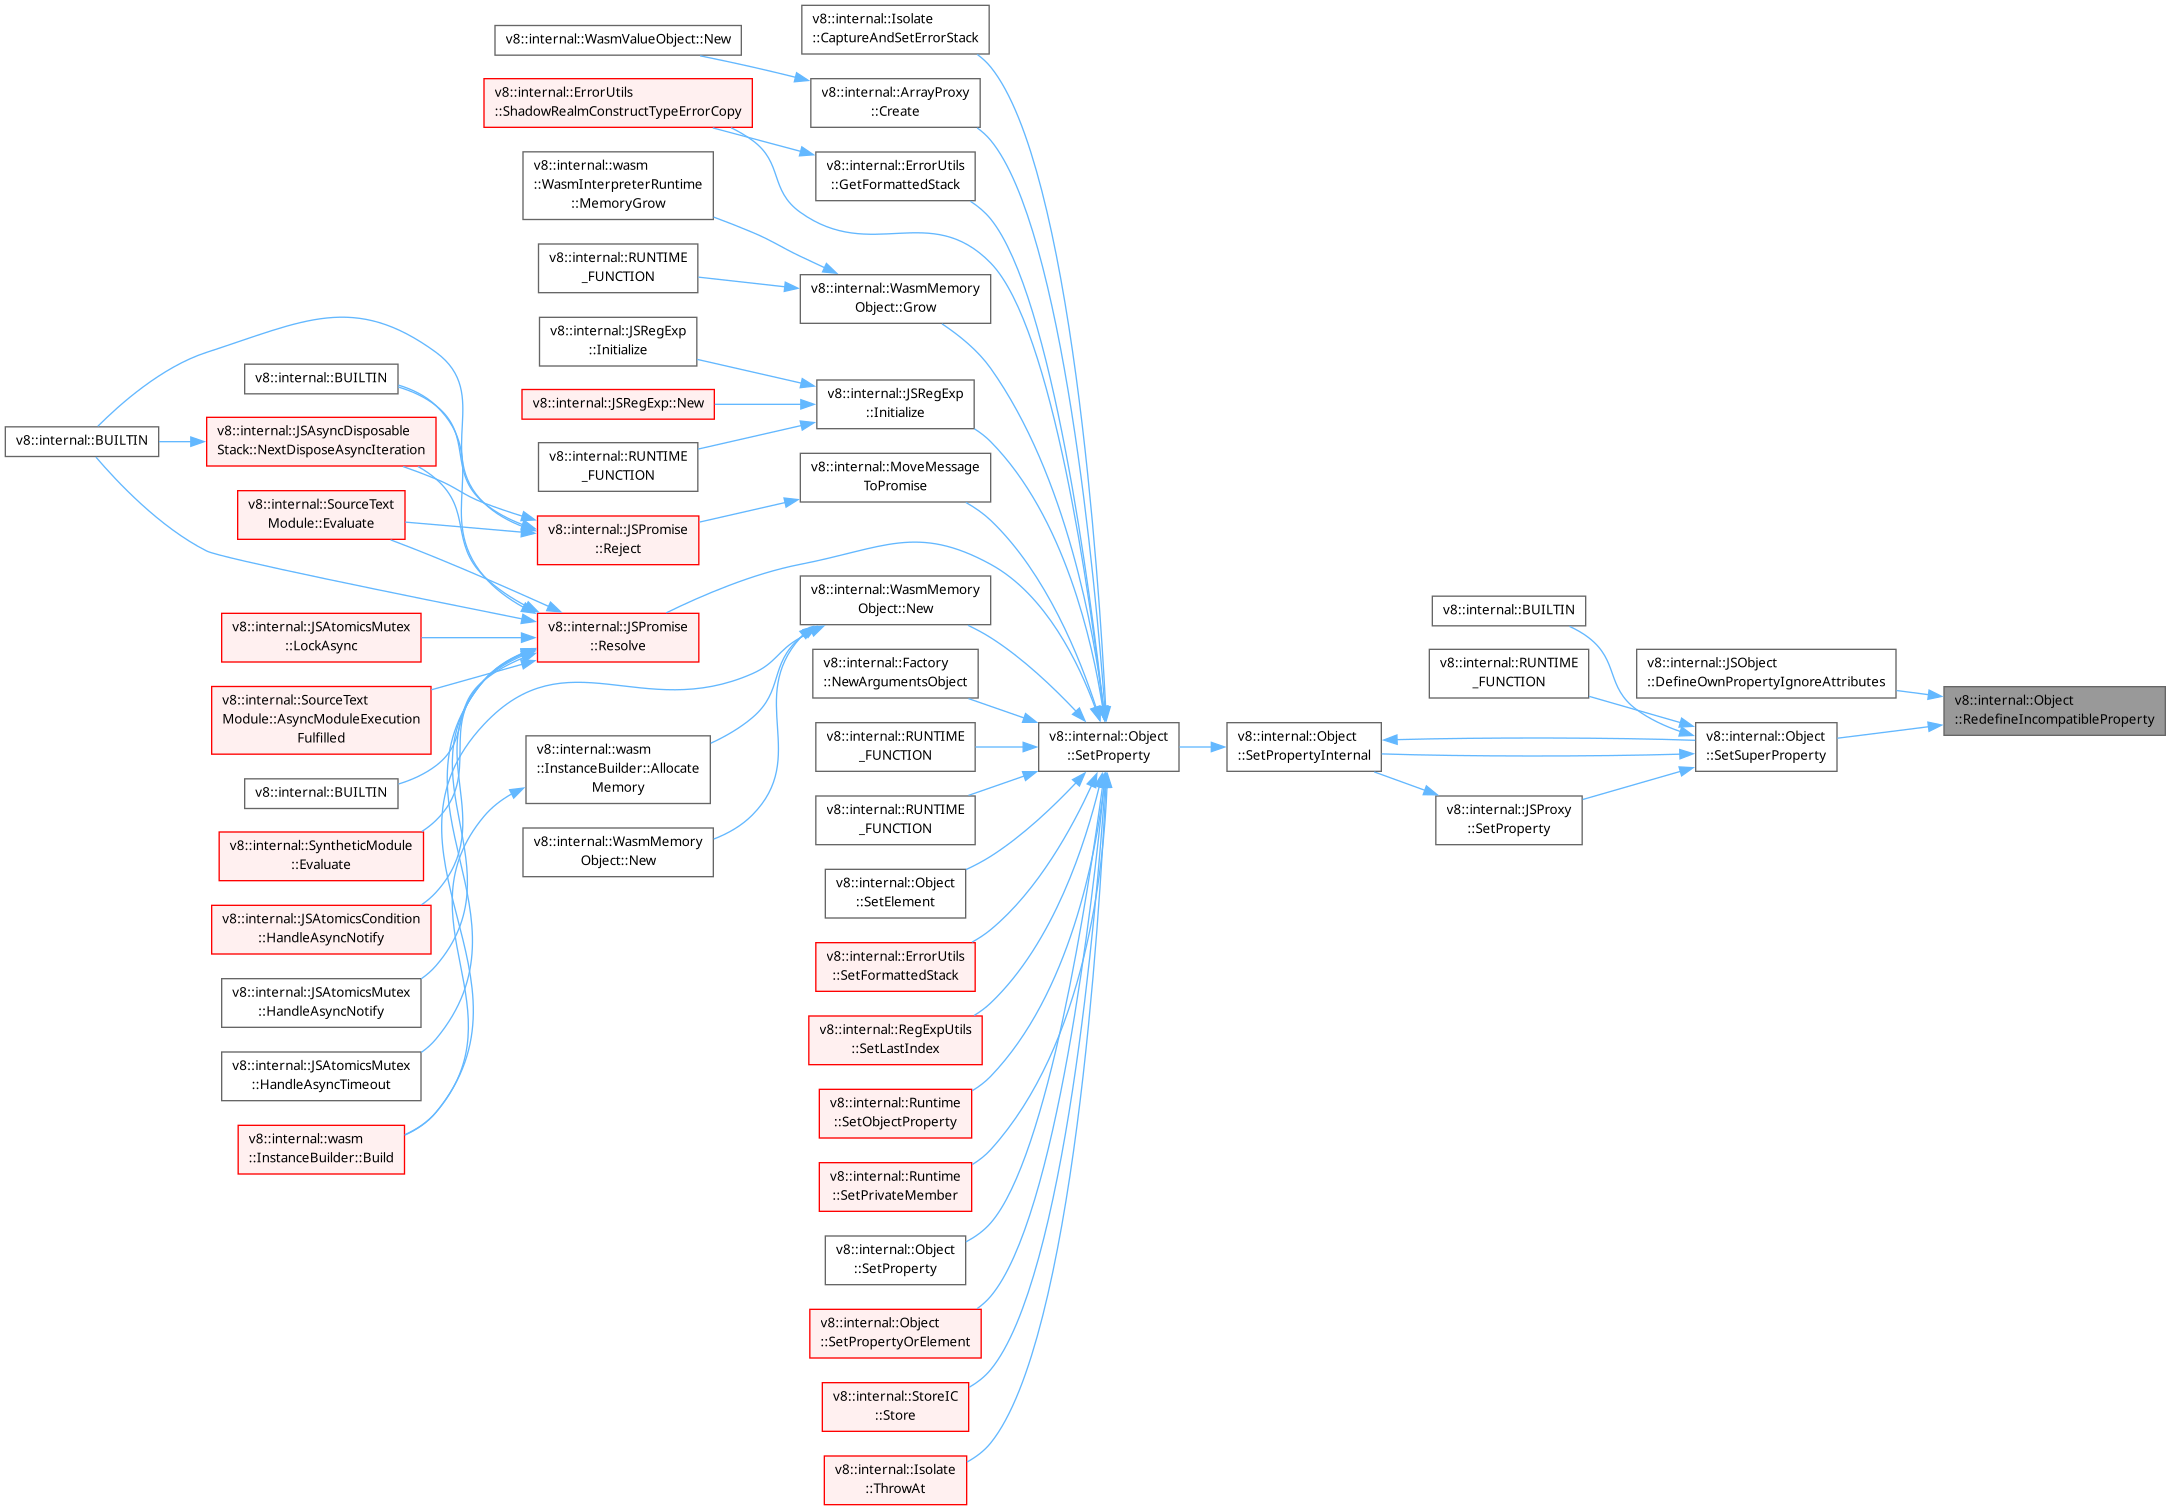 v8::internal::Isolate
::CaptureAndSetErrorStack
v8::internal::WasmValueObject::New
v8::internal::ErrorUtils
::ShadowRealmConstructTypeErrorCopy
v8::internal::ArrayProxy
::Create
v8::internal::wasm
::WasmInterpreterRuntime
::MemoryGrow
v8::internal::ErrorUtils
::GetFormattedStack
v8::internal::RUNTIME
_FUNCTION
v8::internal::WasmMemory
Object::Grow
v8::internal::JSRegExp
::Initialize
v8::internal::BUILTIN
v8::internal::JSRegExp::New
v8::internal::JSRegExp
::Initialize
v8::internal::BUILTIN
v8::internal::JSAsyncDisposable
Stack::NextDisposeAsyncIteration
v8::internal::RUNTIME
_FUNCTION
v8::internal::MoveMessage
ToPromise
v8::internal::SourceText
Module::Evaluate
v8::internal::JSPromise
::Reject
v8::internal::WasmMemory
Object::New
v8::internal::BUILTIN
v8::internal::JSAtomicsMutex
::LockAsync
v8::internal::JSPromise
::Resolve
v8::internal::Factory
::NewArgumentsObject
v8::internal::RUNTIME
_FUNCTION
v8::internal::JSObject
::DefineOwnPropertyIgnoreAttributes
v8::internal::Object
::RedefineIncompatibleProperty
v8::internal::SourceText
Module::AsyncModuleExecution
Fulfilled
v8::internal::RUNTIME
_FUNCTION
v8::internal::Object
::SetProperty
v8::internal::Object
::SetPropertyInternal
v8::internal::Object
::SetSuperProperty
v8::internal::wasm
::InstanceBuilder::Allocate
Memory
v8::internal::BUILTIN
v8::internal::RUNTIME
_FUNCTION
v8::internal::JSProxy
::SetProperty
v8::internal::SyntheticModule
::Evaluate
v8::internal::WasmMemory
Object::New
v8::internal::Object
::SetElement
v8::internal::JSAtomicsCondition
::HandleAsyncNotify
v8::internal::ErrorUtils
::SetFormattedStack
v8::internal::JSAtomicsMutex
::HandleAsyncNotify
v8::internal::RegExpUtils
::SetLastIndex
v8::internal::JSAtomicsMutex
::HandleAsyncTimeout
v8::internal::Runtime
::SetObjectProperty
v8::internal::wasm
::InstanceBuilder::Build
v8::internal::Runtime
::SetPrivateMember
v8::internal::Object
::SetProperty
v8::internal::Object
::SetPropertyOrElement
v8::internal::StoreIC
::Store
v8::internal::Isolate
::ThrowAt